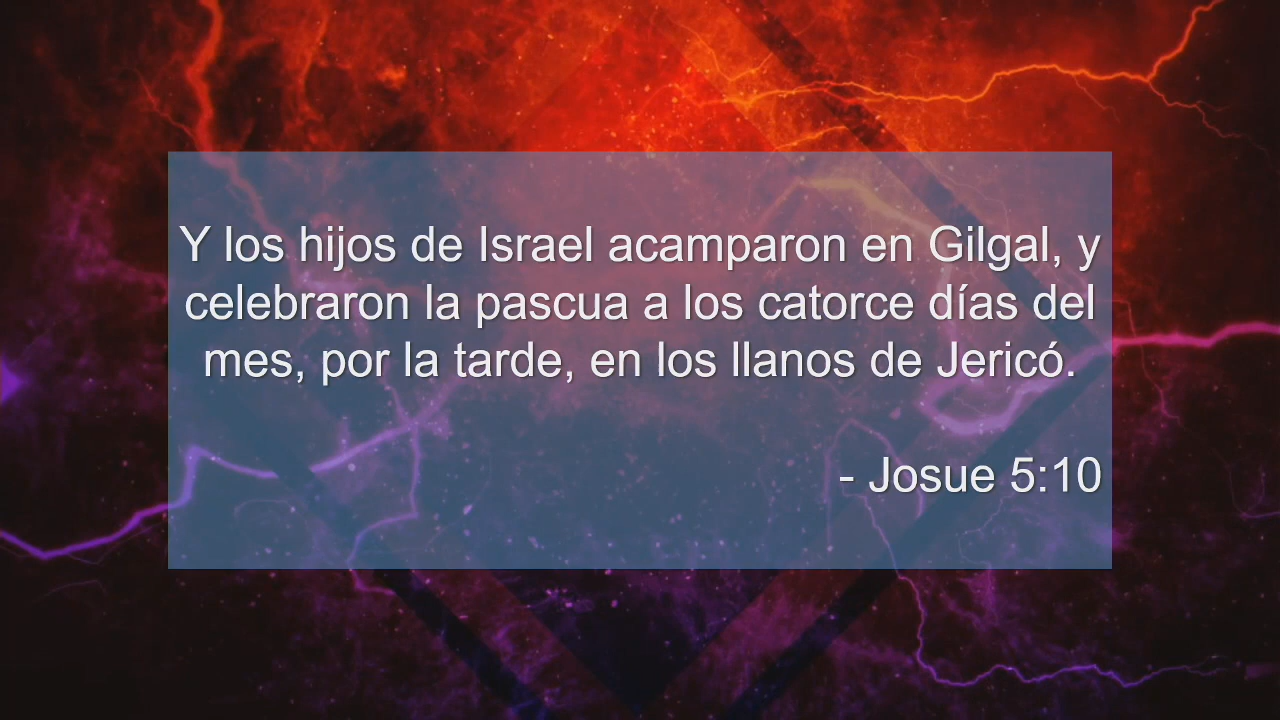 Y los hijos de Israel acamparon en Gilgal, y
celebraron la pascua a los catorce días del
mes, por la tarde, en los llanos de Jericó.
- Josue 5:10